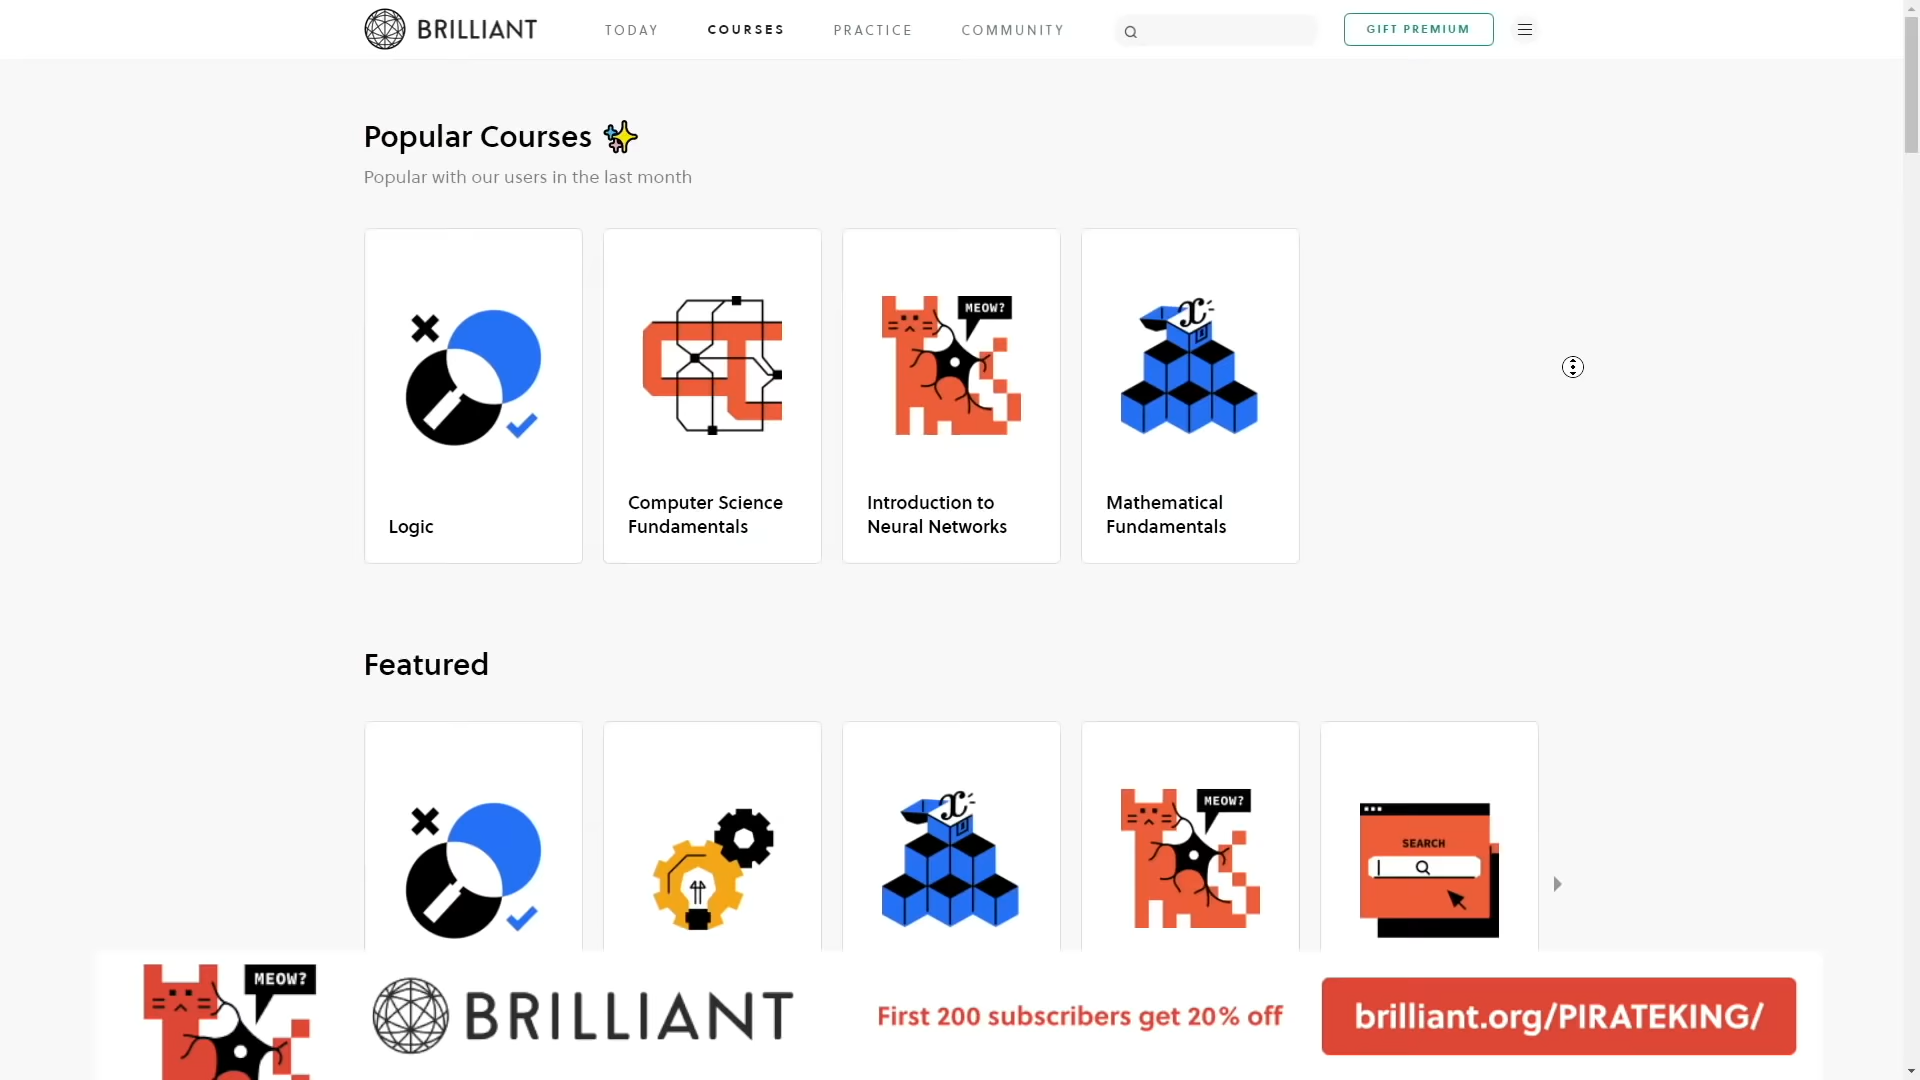 BRILLIANT
TODAY
COURSES
PRACTICE
COMMUNITY
GIFT PREMIUM
Popular Courses
Popular with our users in the last month
MEOW?
x
Logic
Computer Science
Fundamentals
Introduction to
Neural Networks
Mathematical
Fundamentals
Featured
x
MEOW?
SEARCH
MEOW?
BRILLIANT
First 200 subscribers get 20% off
brilliant.org/PIRATEKING/